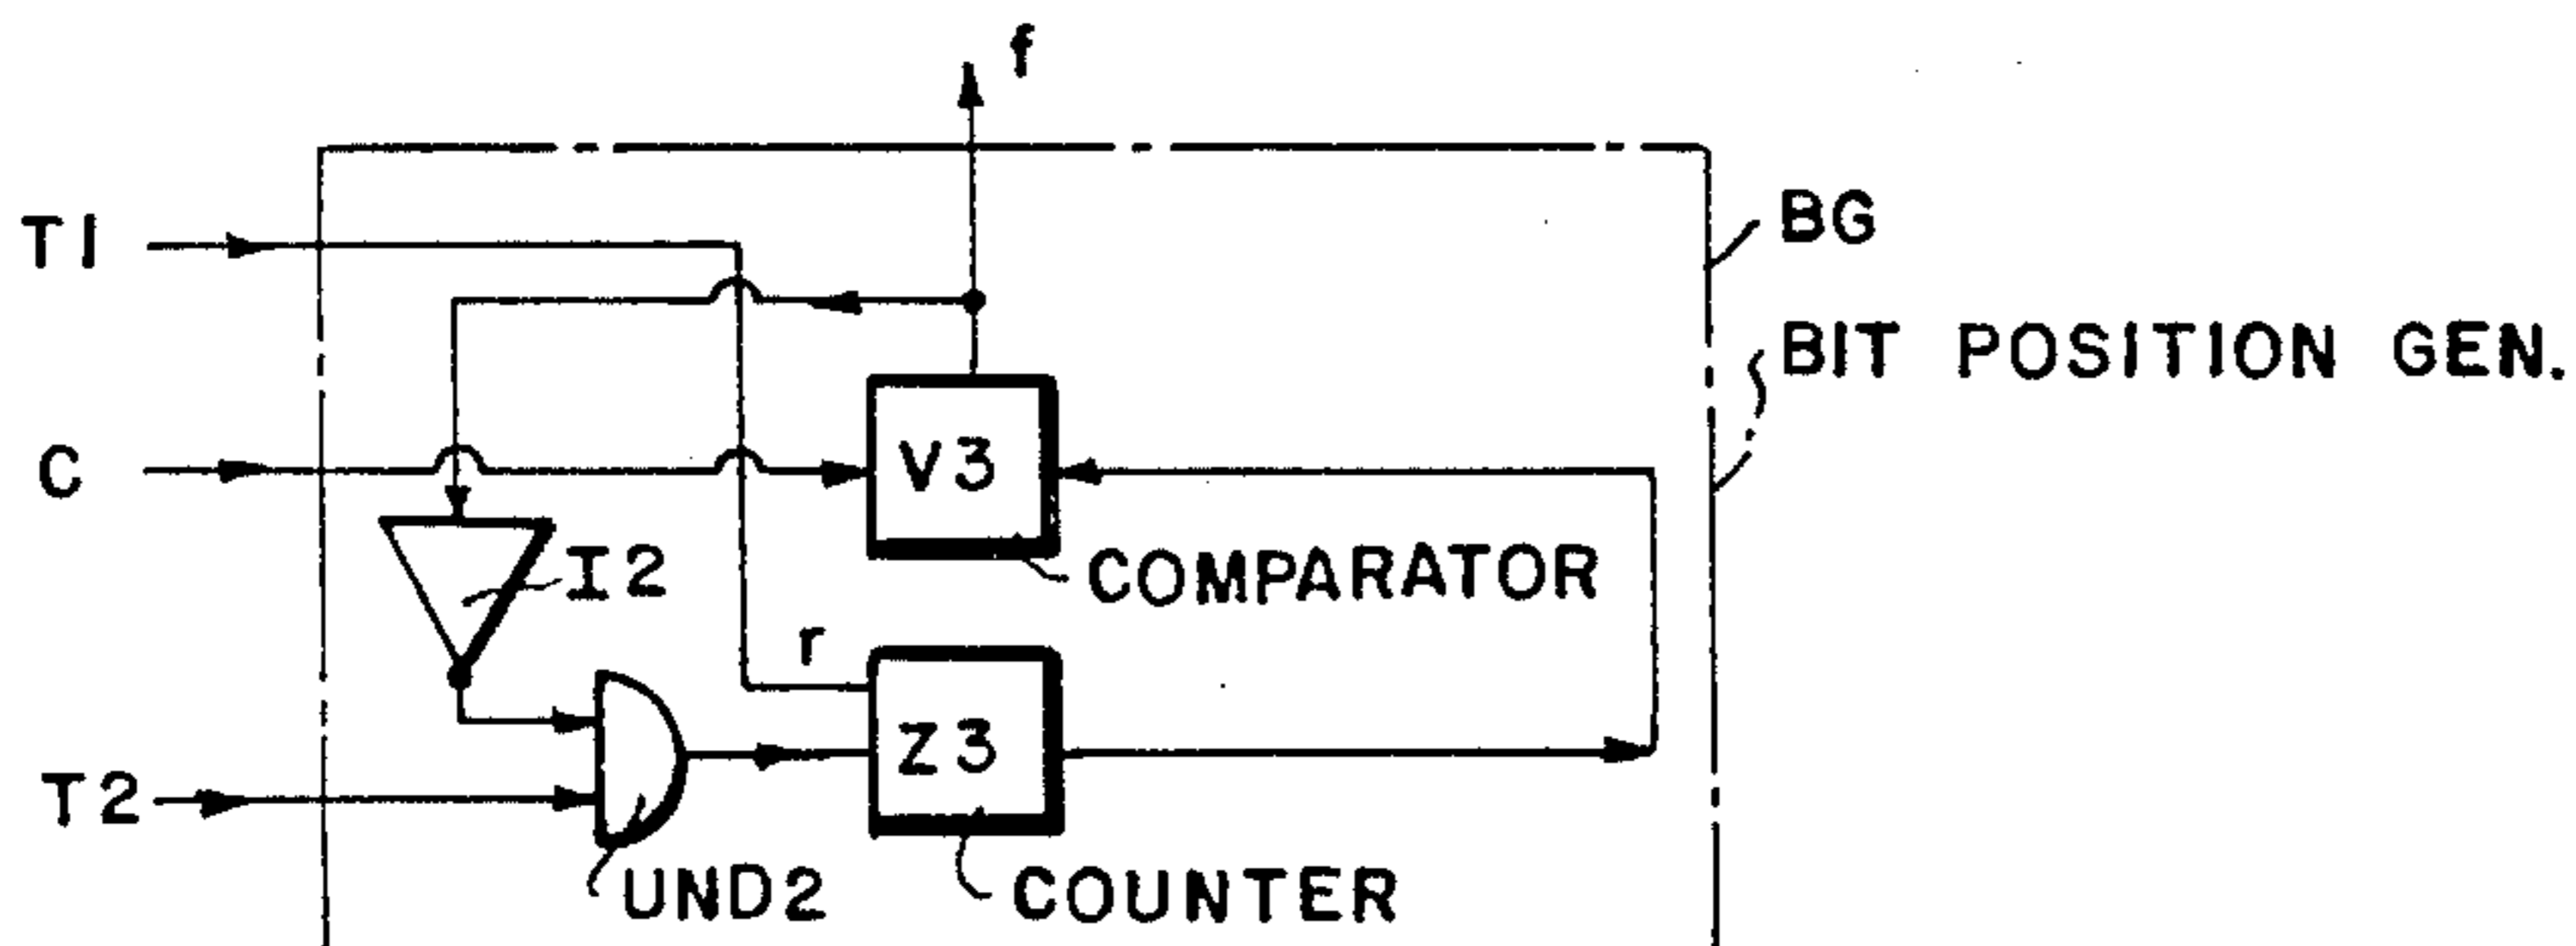 f
T1
BG
BIT POSITION GEN.
C
V3
I2
COMPARATOR
r
Z3
T2
UND2
COUNTER